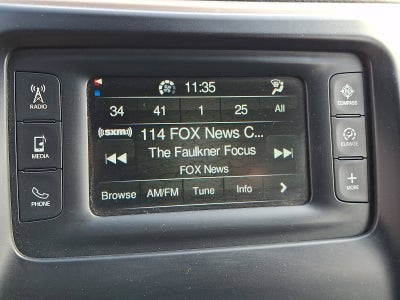 11:35
34 41 1 25 All
sxm 114 FOX News C...
The Faulkner Focus
FOX News
Browse AM/FM Tune Info
RADIO
MEDIA
PHONE
COMPASS
CLIMATE
MORE